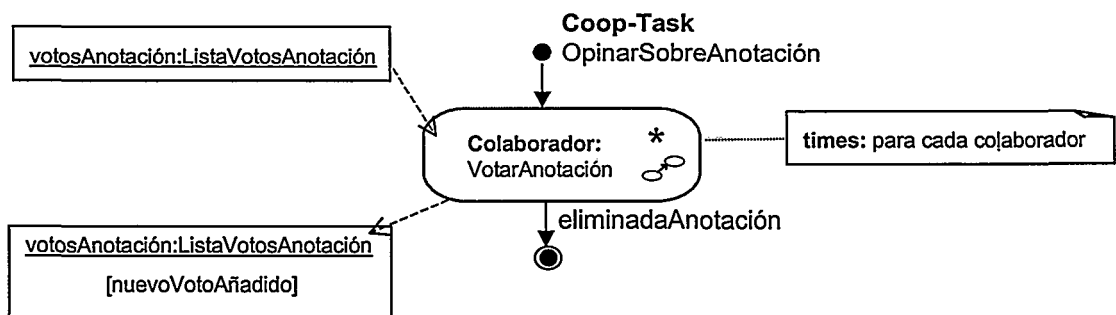 Coop-Task
OpinarSobreAnotación
votosAnotación:ListaVotosAnotación
Colaborador:
VotarAnotación
*
times: para cada colaborador
eliminadaAnotación
votosAnotación:ListaVotosAnotación
[nuevoVotoAñadido]